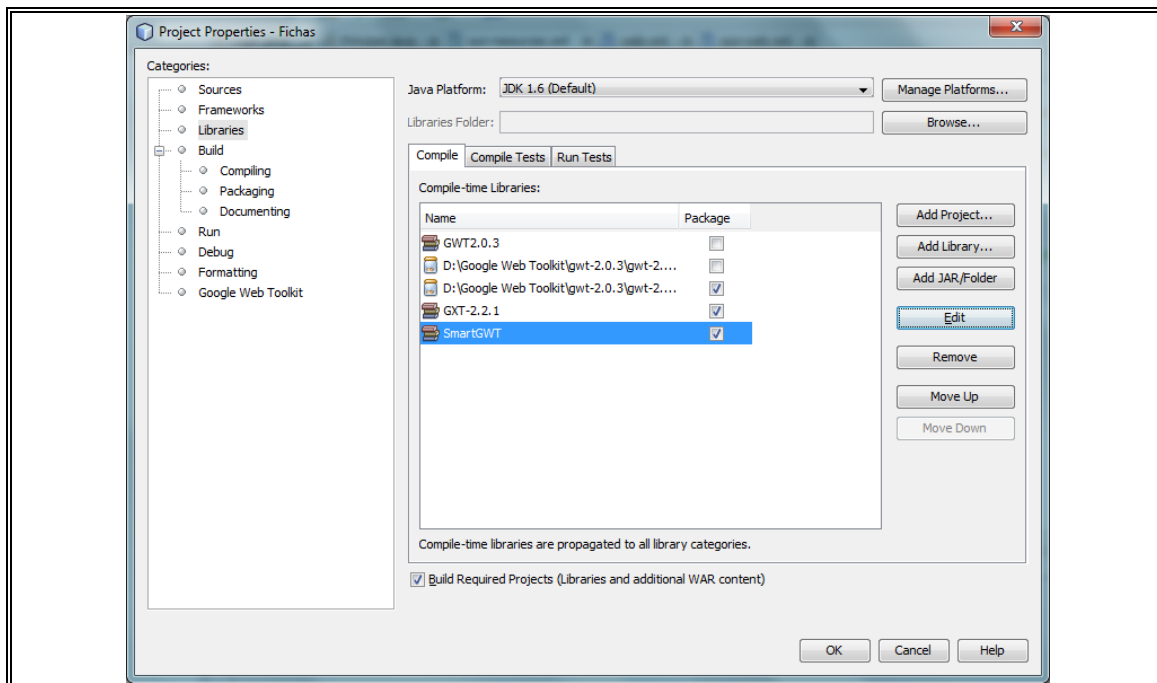 Project Properties - Fichas
Categories:
Sources
Frameworks
Libraries
Build
Compiling
Packaging
Documenting
Run
Debug
Formatting
Google Web Toolkit
Java Platform: JDK 1.6 (Default) Manage Platforms...
Libraries Folder: Browse...
Compile Compile Tests Run Tests
Compile-time Libraries:
Name Package
GWT2.0.3
D:\Google Web Toolkit\gwt-2.0.3\gwt-2....
D:\Google Web Toolkit\gwt-2.0.3\gwt-2....
GXT-2.2.1
SmartGWT
Add Project...
Add Library...
Add JAR/Folder
Edit
Remove
Move Up
Move Down
Compile-time libraries are propagated to all library categories.
Build Required Projects (Libraries and additional WAR content)
OK Cancel Help